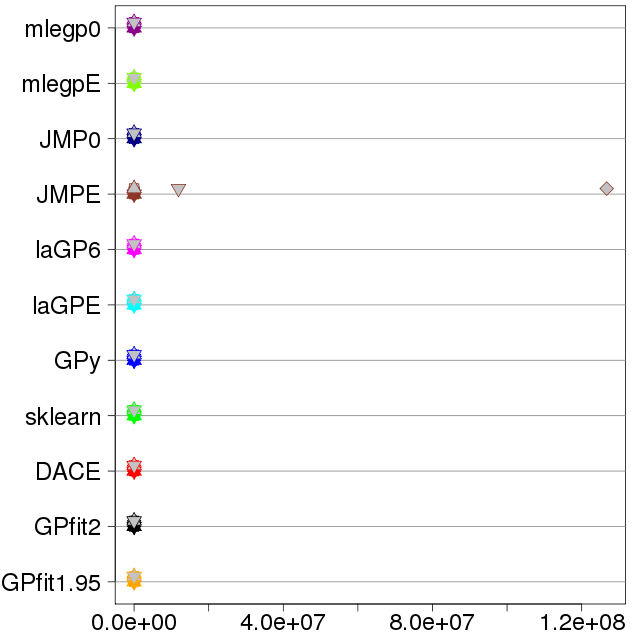 mlegp0
mlegpE
JMP0
JMPE
laGP6
laGPE
GPy
sklearn
DACE
GPfit2
GPfit1.95
0.0e+00 4.0e+07 8.0e+07 1.2e+08